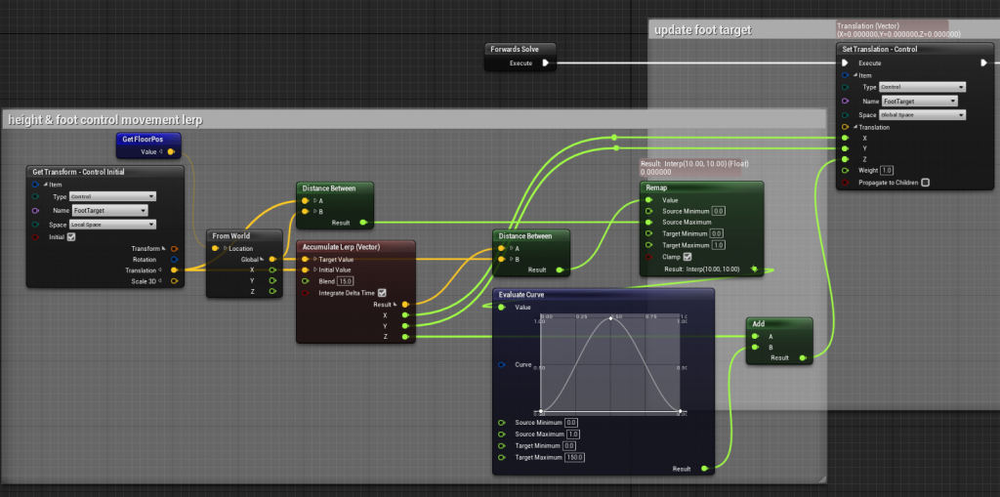 update foot target
Translation (Vector)
(X=0.000000,Y=0.000000,Z=0.000000)
Forwards Solve
Execute
Set Translation - Control
Execute
Item
Type Control
Name FootTarget
Space Global Space
Translation
X
Y
Z
Weight 1.0
Propagate to Children
height & foot control movement lerp
GetFloorPos
Value
Get Transform - Control Initial
Item
Type Control
Name FootTarget
Space Local Space
Initial
Transform
Rotation
Translation
Scale 3D
From World
Location
Global
X
Y
Z
Distance Between
A
B
Result
Accumulate Lerp (Vector)
Target Value
Initial Value
Blend 15.0
Integrate Delta Time
Result
X
Y
Z
Distance Between
A
B
Result
Result: Interp(10.00, 10.00) (Float)
0.000000
Remap
Value
Source Minimum 0.0
Source Maximum
Target Minimum 0.0
Target Maximum 1.0
Clamp
Result: Interp(10.00, 10.00)
Evaluate Curve
Value
0.25 0.50 0.75
Curve
Source Minimum 0.0
Source Maximum 1.0
Target Minimum 0.0
Target Maximum 150.0
Result
Add
A
B
Result